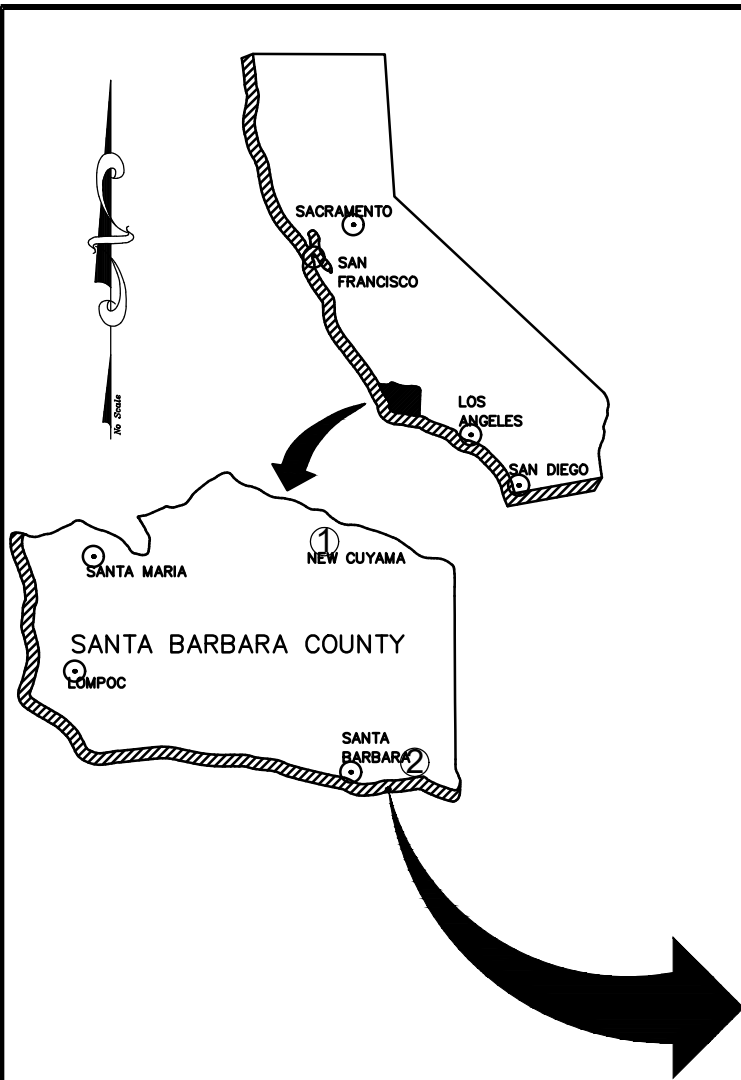 SACRAMENTO
SAN
FRANCISCO
LOS
ANGELES
SAN DIEGO
No Scale
1
NEW CUYAMA
SANTA MARIA
SANTA BARBARA COUNTY
LOMPOC
SANTA
BARBARA
2